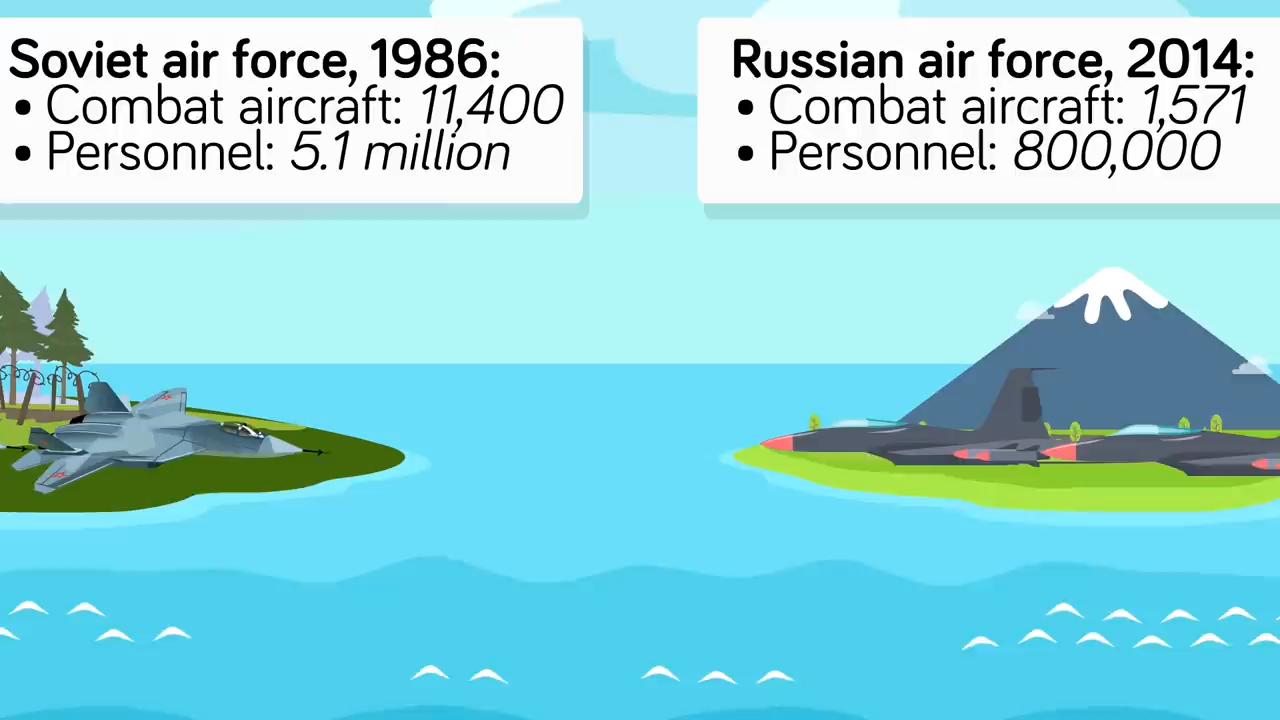 Soviet air force, 1986:
• Combat aircraft: 11,400
• Personnel: 5.1 million
Russian air force, 2014:
• Combat aircraft: 1,571
• Personnel: 800,000